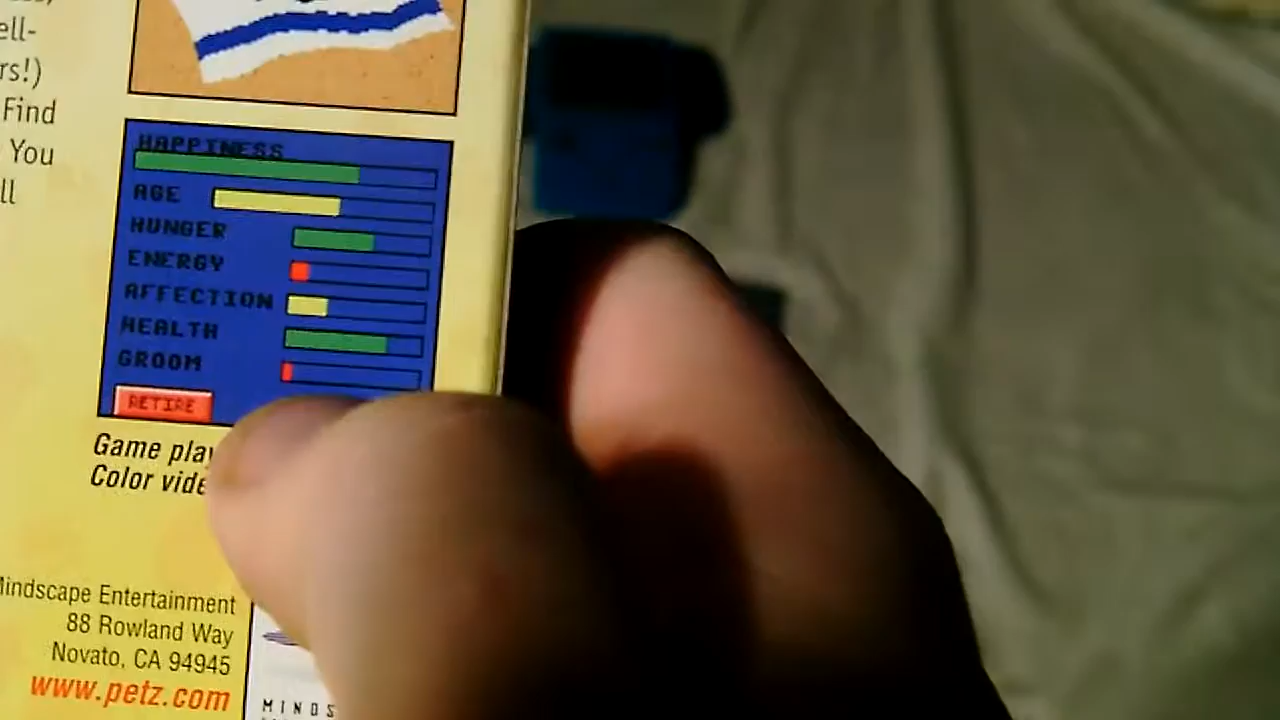 ell-
rs!)
Find
You
ll
HAPPINESS
AGE
HUNGER
ENERGY
AFFECTION
HEALTH
GROOM
RETIRE
Game play
Color vide
Mindscape Entertainment
88 Rowland Way
Novato, CA 94945
www.petz.com
MINDS